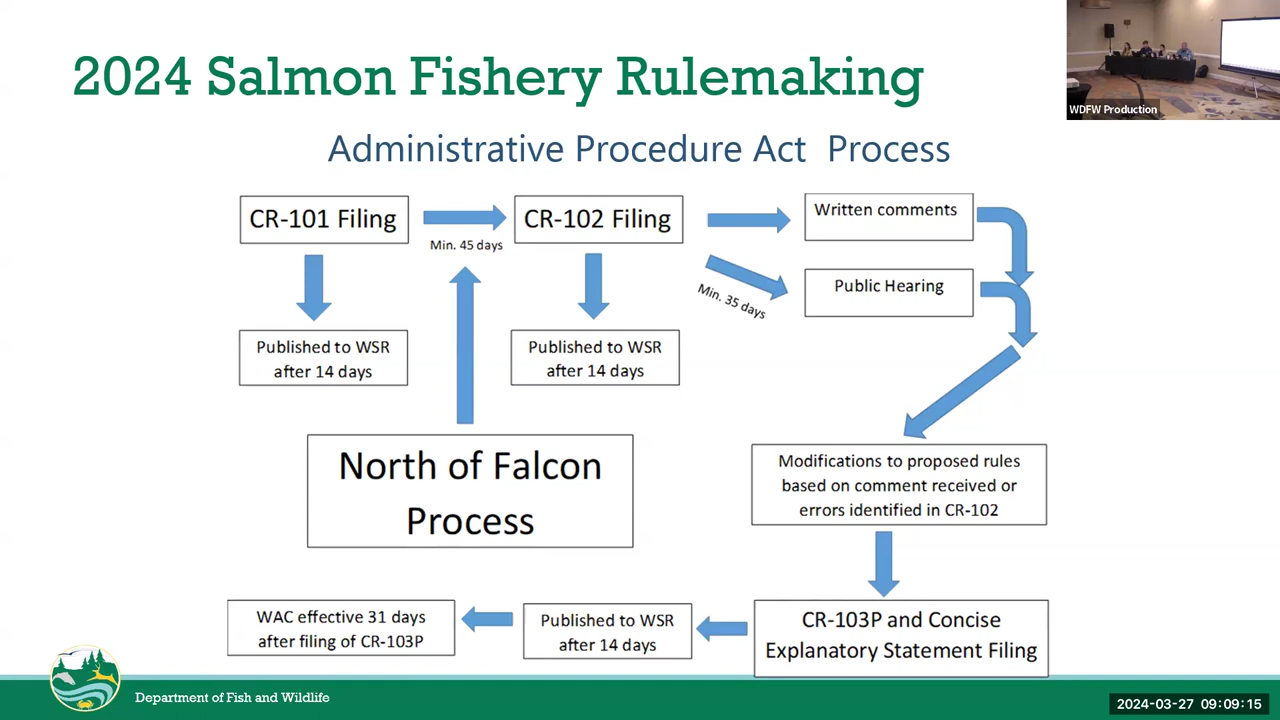 2024 Salmon Fishery Rulemaking
WDFW Production
Administrative Procedure Act Process
CR-101 Filing
Min. 45 days
CR-102 Filing
Written comments
Min. 35 days
Public Hearing
Published to WSR
after 14 days
Published to WSR
after 14 days
North of Falcon
Process
Modifications to proposed rules
based on comment received or
errors identified in CR-102
CR-103P and Concise
Explanatory Statement Filing
Published to WSR
after 14 days
WAC effective 31 days
after filing of CR-103P
Department of Fish and Wildlife
2024-03-27 09:09:15